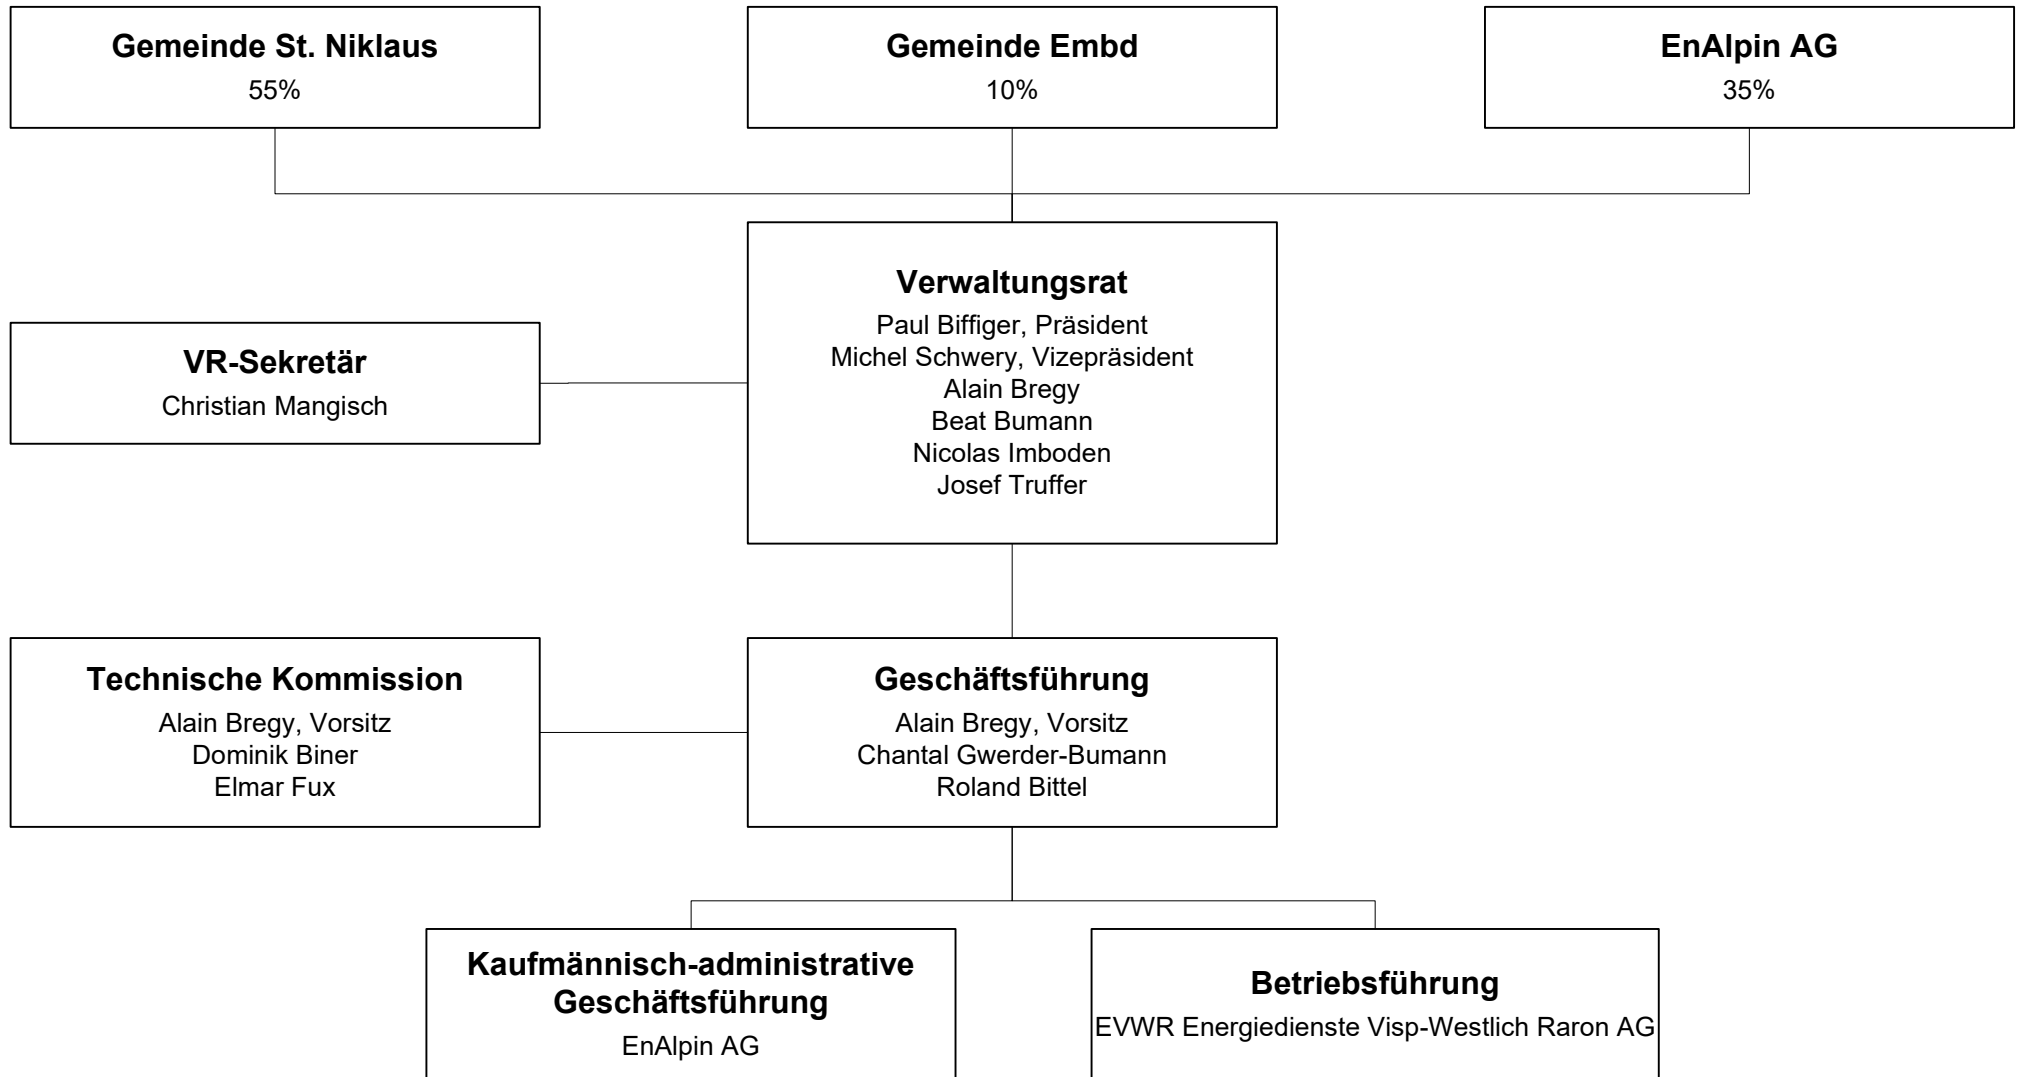 Gemeinde St. Niklaus
55%
Gemeinde Embd
10%
EnAlpin AG
35%
Verwaltungsrat
Paul Biffiger, Präsident
Michel Schwery, Vizepräsident
Alain Bregy
Beat Bumann
Nicolas Imboden
Josef Truffer
VR-Sekretär
Christian Mangisch
Technische Kommission
Alain Bregy, Vorsitz
Dominik Biner
Elmar Fux
Geschäftsführung
Alain Bregy, Vorsitz
Chantal Gwerder-Bumann
Roland Bittel
Kaufmännisch-administrative
Geschäftsführung
EnAlpin AG
Betriebsführung
EVWR Energiedienste Visp-Westlich Raron AG